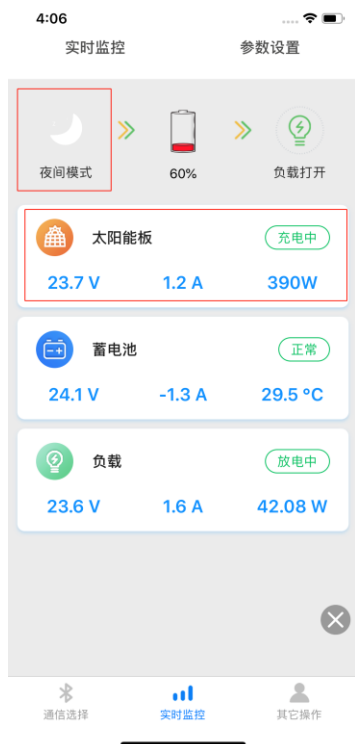 4:06
实时监控 参数设置
夜间模式 60% 负载打开
太阳能板 充电中
23.7 V 1.2 A 390W
蓄电池 正常
24.1 V -1.3 A 29.5 °C
负载 放电中
23.6 V 1.6 A 42.08 W
通信选择 实时监控 其它操作